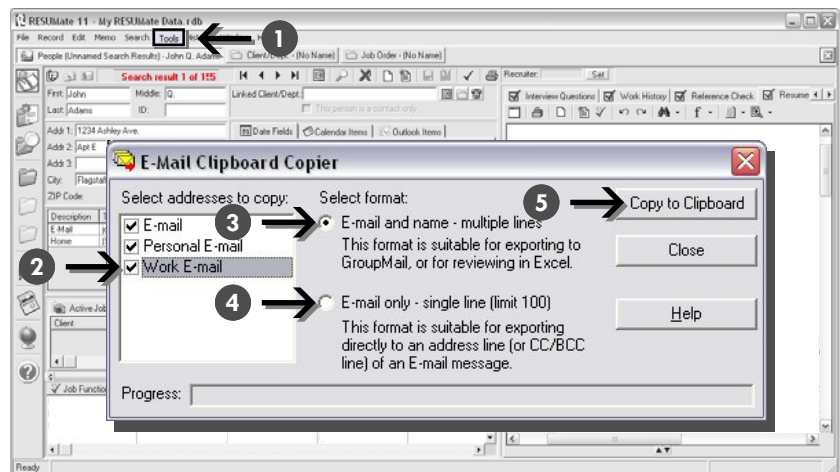 RESUMate 11 - My RESUMate Data.rdb
File Record Edit Memo Search Tools
1
People (Unnamed Search Results) - John Q. Adams Client/Dept. - (No Name) Job Order - (No Name)
Search result 1 of 195 Recruiter: Set
First: John Middle: Q. Linked Client/Dept.:
Interview Questions Work History Reference Check Resume
Last: Adams ID: This person is a contact only
Add 1: 1234 Ashley Ave. Date Fields Calendar Items Outlook Items
Add 2: Apt E
Add 3:
City: Flagstaff
ZIP Code:
Description
E-Mail
Home
Active Job
Client
Job Function
E-Mail Clipboard Copier
Select addresses to copy:
E-mail
Personal E-mail
2
Work E-mail
Select format:
3
E-mail and name - multiple lines
This format is suitable for exporting to
GroupMail, or for reviewing in Excel.
4
E-mail only - single line (limit 100)
This format is suitable for exporting
directly to an address line (or CC/BCC
line) of an E-mail message.
5
Copy to Clipboard
Close
Help
Progress:
Ready